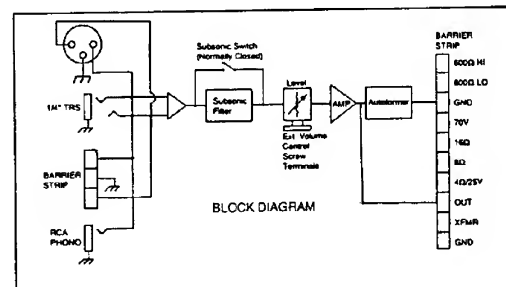 BARRIER
STRIP
Subsonic Switch
(Normally Closed)
600Ω HI
600Ω LO
GND
70V
16Ω
8Ω
4Ω/25V
OUT
XFMR
GND
1/4" TRS
Subsonic
Filter
Level
AMP
Autoformer
Ext Volume
Control
Screw
Terminals
BARRIER
STRIP
BLOCK DIAGRAM
RCA
PHONO